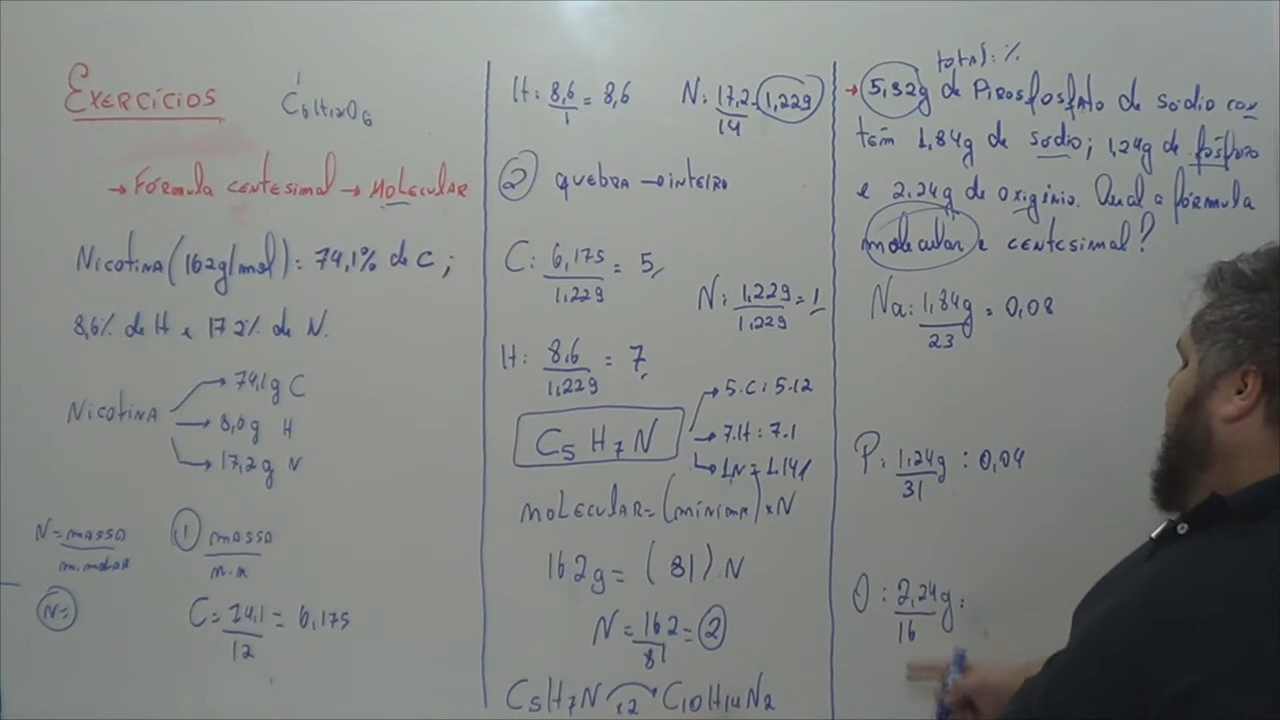 EXERCÍCIOS
C6H12O6
→ Fórmula centesimal → Molecular
Nicotina (162g/mol): 74,1% de C;
8,6% de H e 17,2% de N.
Nicotina
→ 74,1g C
→ 8,6g H
→ 17,2g N
N = massa / m. molar
① massa / m.m
N=
C = 74,1 / 12 = 6,175
H: 8,6 / 1 = 8,6
N: 17,2 / 14 = 1,229
② quebra → inteiro
C: 6,175 / 1,229 = 5
N: 1,229 / 1,229 = 1
H: 8,6 / 1,229 = 7
C5H7N
→ 5.C: 5.12
→ 7.H: 7.1
molecular = (mínima) × N
162g = (81).N
N = 162 / 81 = 2
C5H7N ×2 C10H14N2
total: %
→ 5,32g de Pirosfosfato de sódio con
têm 1,84g de sódio; 1,24g de fósforo
e 2,24g de oxigênio. Qual a fórmula
molecular e centesimal?
Na: 1,84g / 23 = 0,08
P: 1,24g / 31 : 0,04
O: 2,24g / 16 :